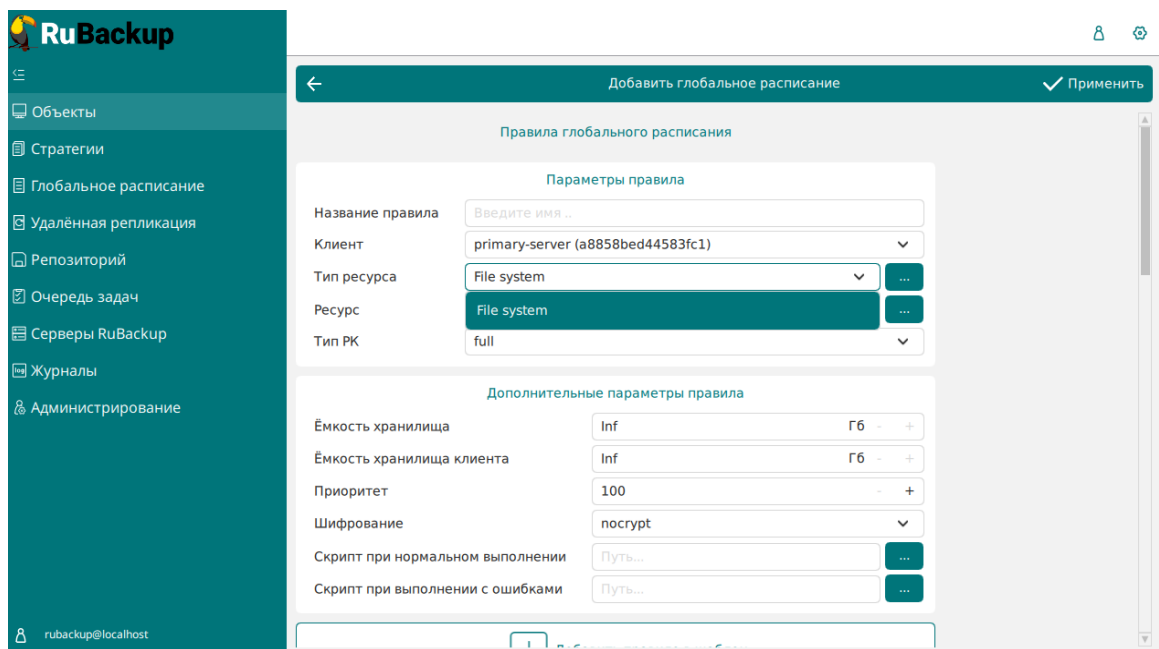 RuBackup
Объекты
Стратегии
Глобальное расписание
Удалённая репликация
Репозиторий
Очередь задач
Серверы RuBackup
log Журналы
Администрирование
rubackup@localhost
Добавить глобальное расписание
Применить
Правила глобального расписания
Параметры правила
Название правила Введите имя ..
Клиент primary-server (a8858bed44583fc1)
Тип ресурса File system ...
Ресурс File system ...
Тип РК full
Дополнительные параметры правила
Ёмкость хранилища Inf Гб - +
Ёмкость хранилища клиента Inf Гб - +
Приоритет 100 - +
Шифрование nocrypt
Скрипт при нормальном выполнении Путь... ...
Скрипт при выполнении с ошибками Путь... ...